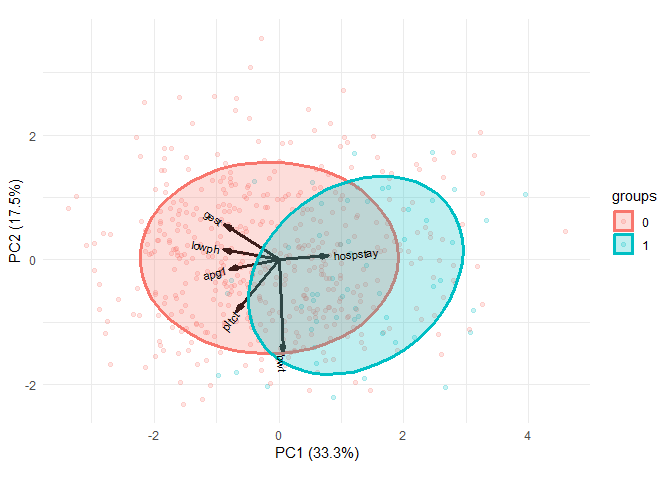 PC2 (17.5%)
2
0
-2
gest
lowph
apg1
pltct
bwt
hospstay
-2
0
2
4
PC1 (33.3%)
groups
0
1